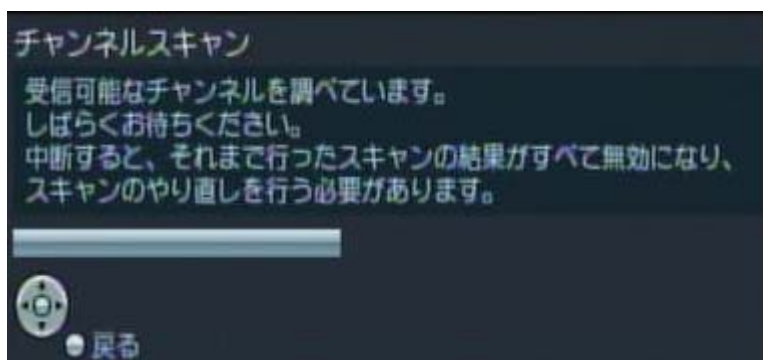 チャンネルスキャン
受信可能なチャンネルを調べています。
しばらくお待ちください。
中断すると、それまで行ったスキャンの結果がすべて無効になり、
スキャンのやり直しを行う必要があります。
戻る